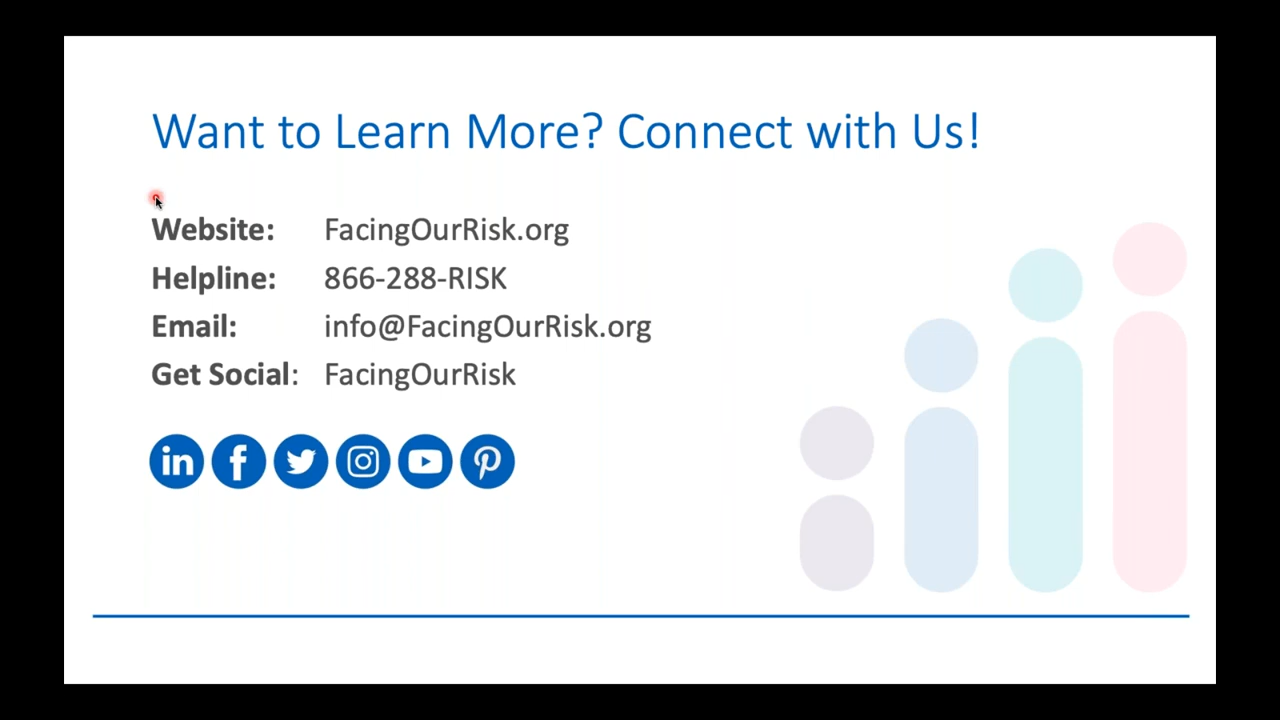 Want to Learn More? Connect with Us!
Website: FacingOurRisk.org
Helpline: 866-288-RISK
Email: info@FacingOurRisk.org
Get Social: FacingOurRisk